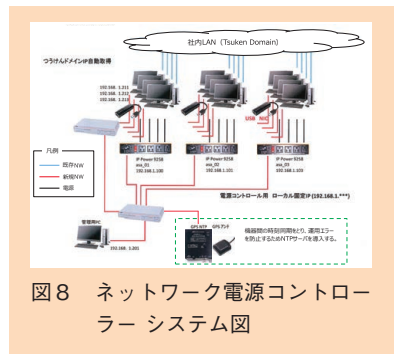 社内LAN（Tsuken Domain）
つうけんドメインIP自動取得
192.168. 1.211
192.168. 1.212
192.168. 1.213
USB NIC
凡例
既存NW
新規NW
電源
IP Power 9258
192.168.1.100
IP Power 9258
192.168.1.101
IP Power 9258
192.168.1.103
電源コントロール用 ローカル固定IP (192.168.1.***)
管理用PC
192.168. 1.205
GPS NTP
GPSアンテ
機器間の時刻同期をとり、運用エラー
を防止するためNTPサーバを導入する。
図8 ネットワーク電源コントロー
ラー システム図